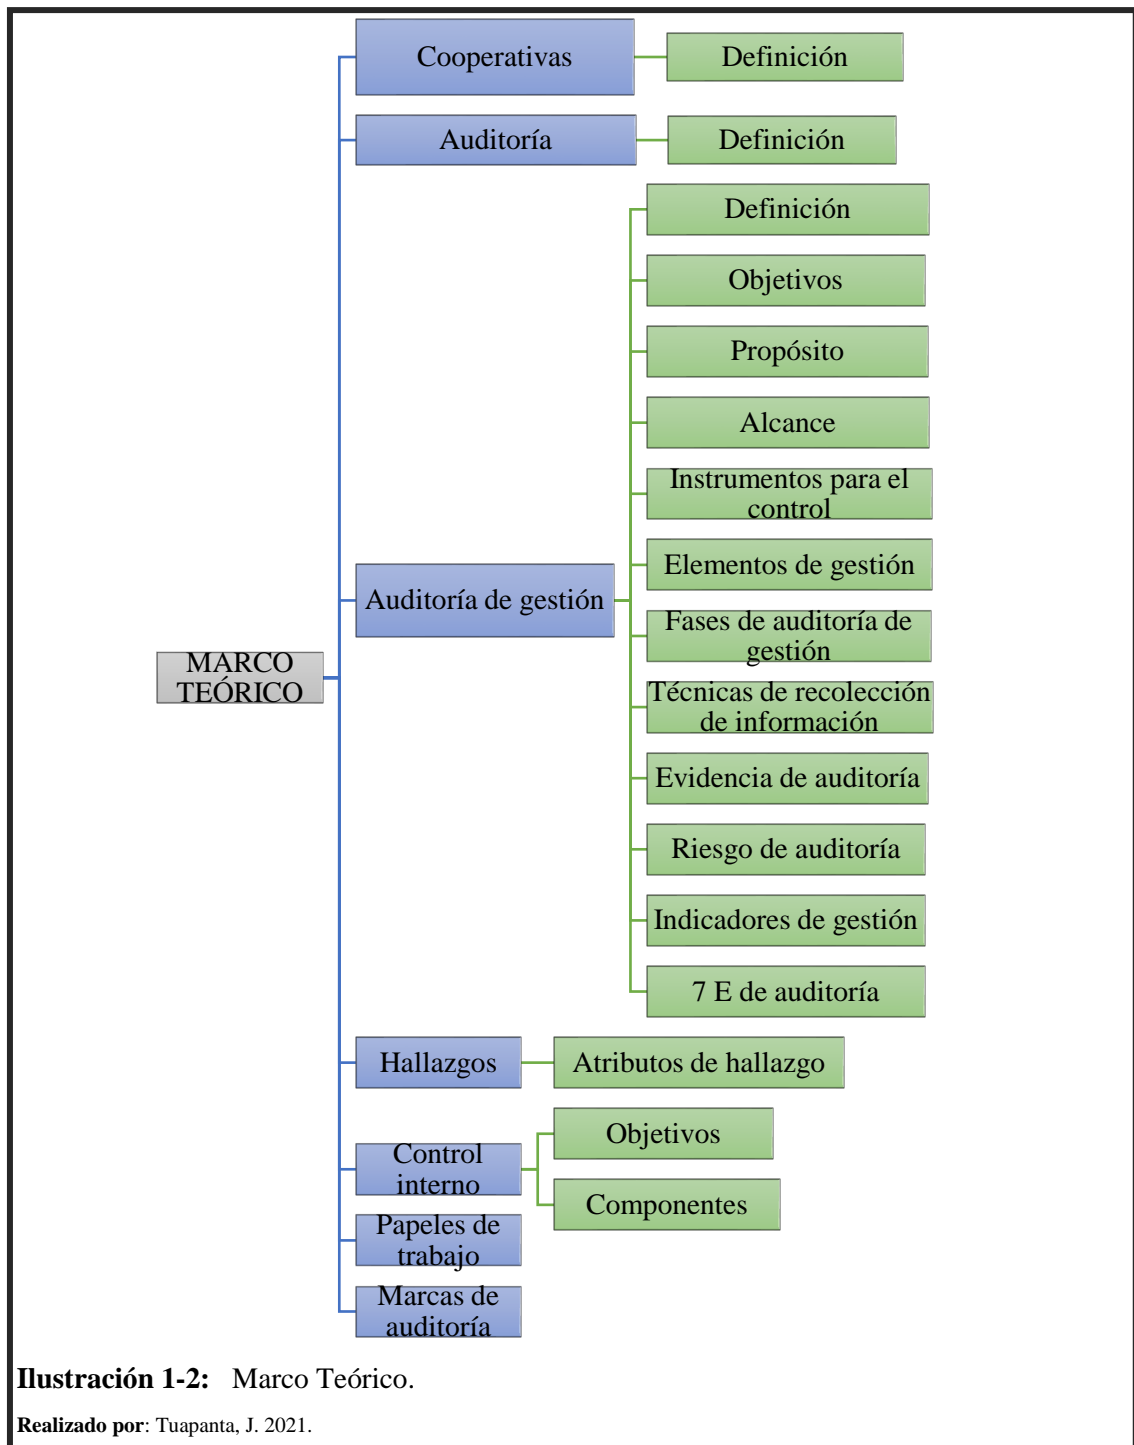 Cooperativas
Definición
Auditoría
Definición
Definición
Objetivos
Propósito
Alcance
Instrumentos para el
control
Elementos de gestión
Auditoría de gestión
Fases de auditoría de
gestión
MARCO
TEÓRICO
Técnicas de recolección
de información
Evidencia de auditoría
Riesgo de auditoría
Indicadores de gestión
7 E de auditoría
Hallazgos
Atributos de hallazgo
Control
interno
Objetivos
Componentes
Papeles de
trabajo
Marcas de
auditoría
Ilustración 1-2: Marco Teórico.
Realizado por: Tuapanta, J. 2021.